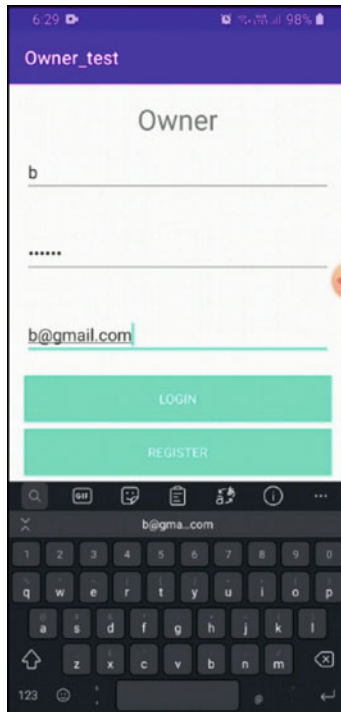 6:29 98%
Owner_test
Owner
b
••••••
b@gmail.com
LOGIN
REGISTER
GIF
b@gma...com
1 2 3 4 5 6 7 8 9 0
q w e r t y u i o p
a s d f g h j k l
z x c v b n m
123 @